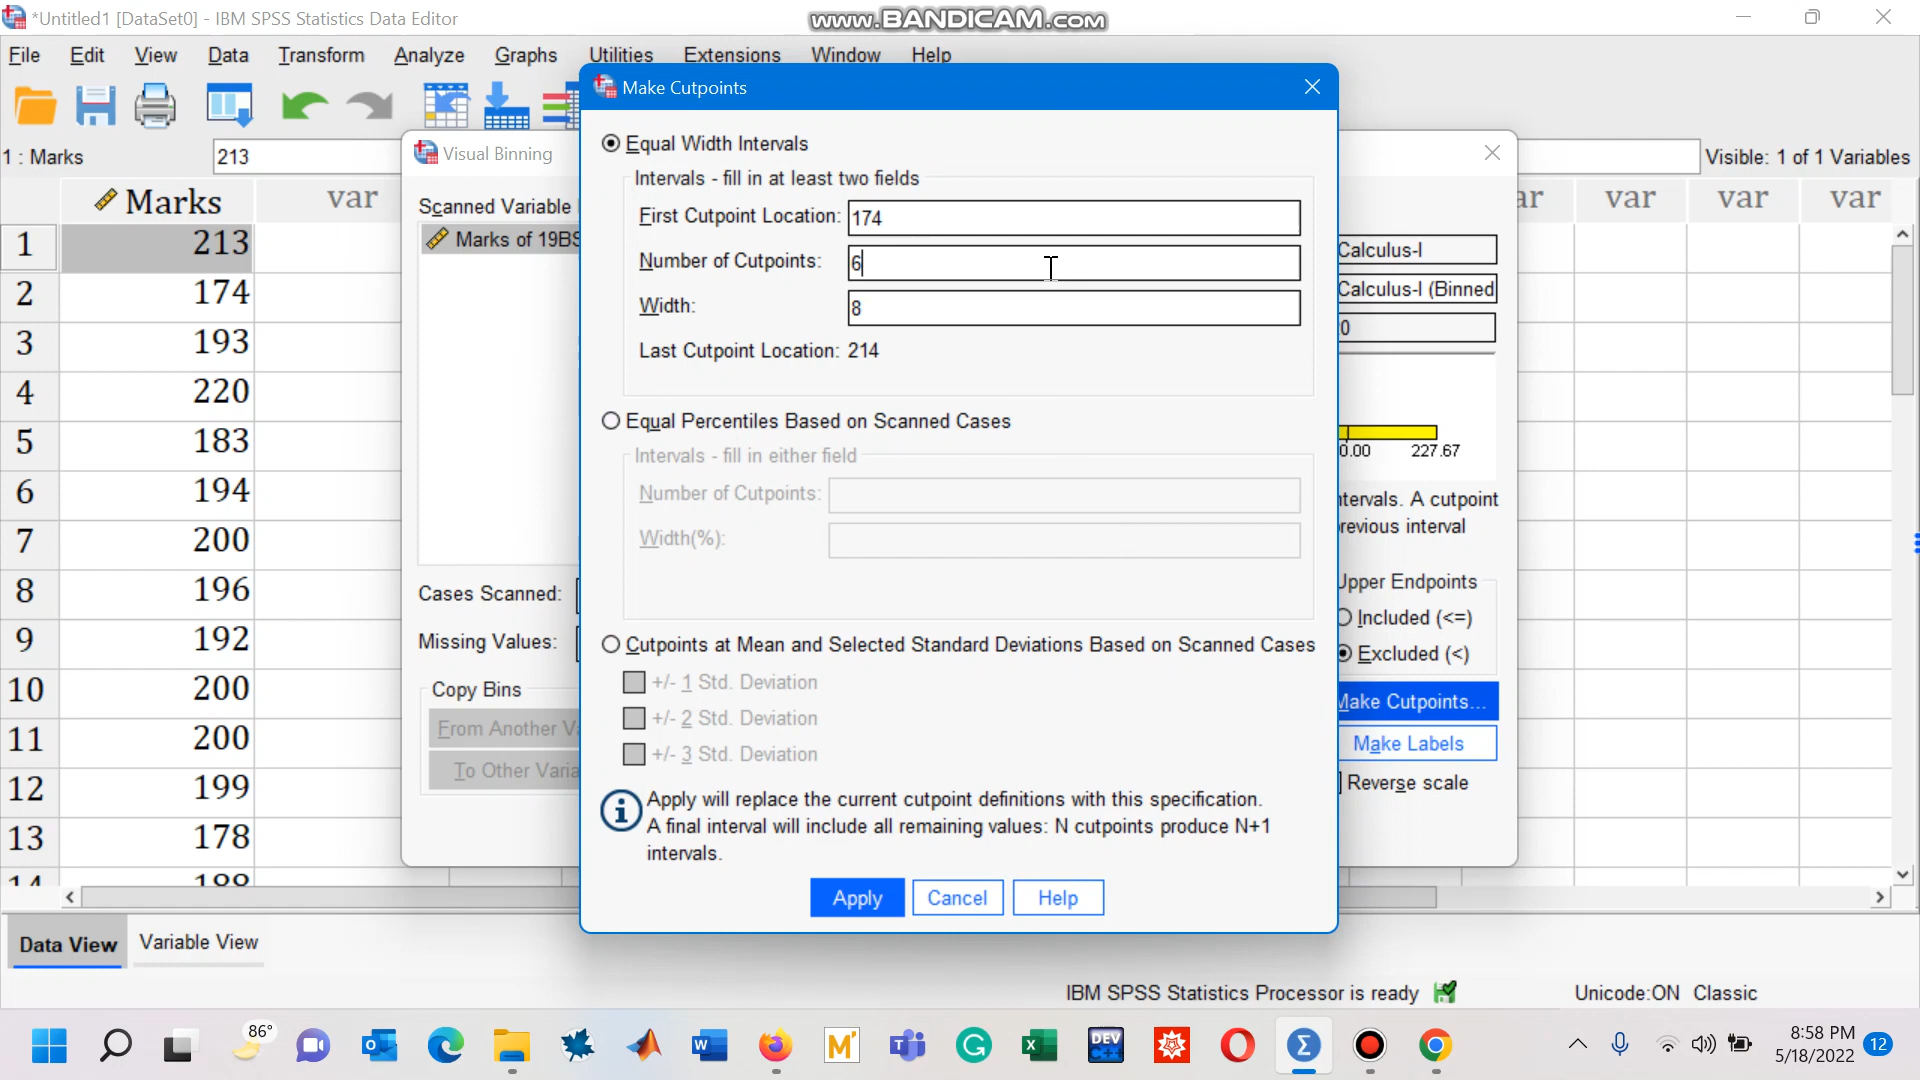 *Untitled1 [DataSet0] - IBM SPSS Statistics Data Editor
www.BANDICAM.com
File Edit View Data Transform Analyze Graphs Utilities Extensions Window Help
1 : Marks
213
Visible: 1 of 1 Variables
Marks var var var var
1 213
2 174
3 193
4 220
5 183
6 194
7 200
8 196
9 192
10 200
11 200
12 199
13 178
14 188
Visual Binning
Scanned Variable
Marks of 19BS
Cases Scanned:
Missing Values:
Copy Bins
From Another Va
To Other Varia
Make Cutpoints
Equal Width Intervals
Intervals - fill in at least two fields
First Cutpoint Location: 174
Number of Cutpoints: 6
Width: 8
Last Cutpoint Location: 214
Equal Percentiles Based on Scanned Cases
Intervals - fill in either field
Number of Cutpoints:
Width(%):
Cutpoints at Mean and Selected Standard Deviations Based on Scanned Cases
+/- 1 Std. Deviation
+/- 2 Std. Deviation
+/- 3 Std. Deviation
Apply will replace the current cutpoint definitions with this specification.
A final interval will include all remaining values: N cutpoints produce N+1
intervals.
Apply Cancel Help
Calculus-I
Calculus-I (Binned
0
0.00 227.67
tervals. A cutpoint
revious interval
Upper Endpoints
Included (<=)
Excluded (<)
Make Cutpoints...
Make Labels
Reverse scale
Data View Variable View
IBM SPSS Statistics Processor is ready
Unicode:ON Classic
86°
DEV C++
8:58 PM
5/18/2022
12